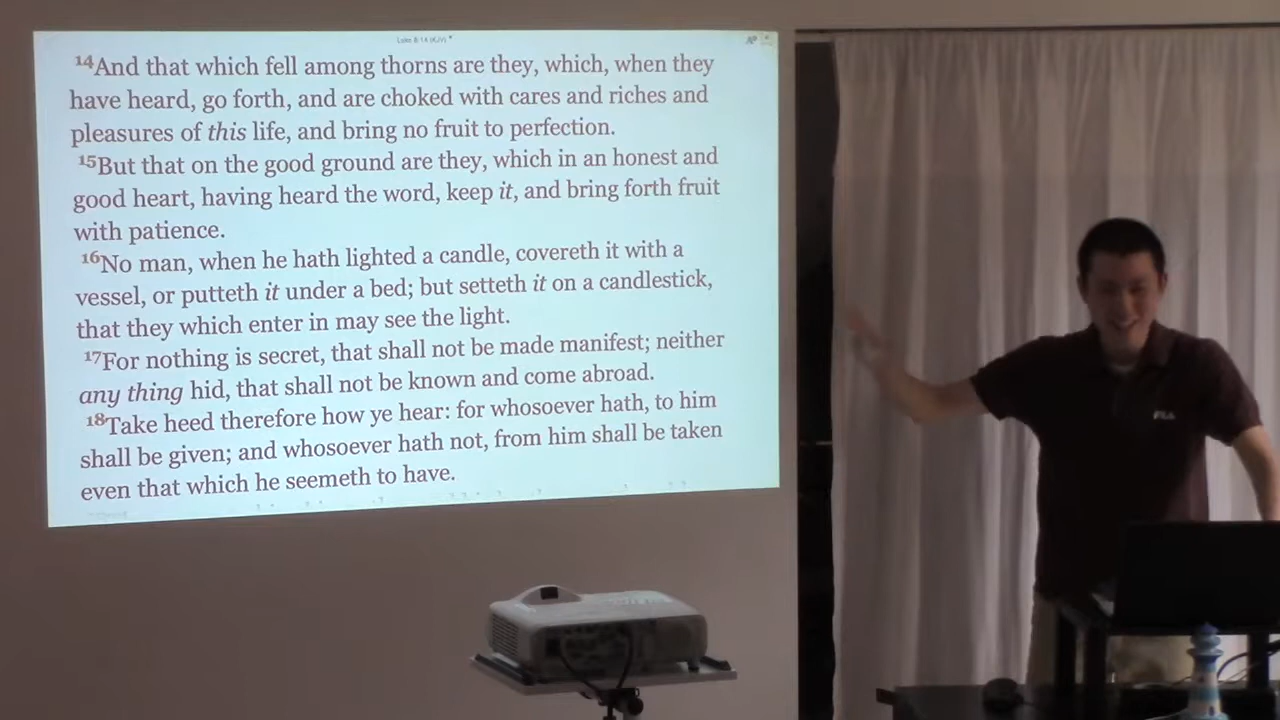 Luke 8:14 (KJV)
14And that which fell among thorns are they, which, when they
have heard, go forth, and are choked with cares and riches and
pleasures of this life, and bring no fruit to perfection.
15But that on the good ground are they, which in an honest and
good heart, having heard the word, keep it, and bring forth fruit
with patience.
16No man, when he hath lighted a candle, covereth it with a
vessel, or putteth it under a bed; but setteth it on a candlestick,
that they which enter in may see the light.
17For nothing is secret, that shall not be made manifest; neither
any thing hid, that shall not be known and come abroad.
18Take heed therefore how ye hear: for whosoever hath, to him
shall be given; and whosoever hath not, from him shall be taken
even that which he seemeth to have.
FILA